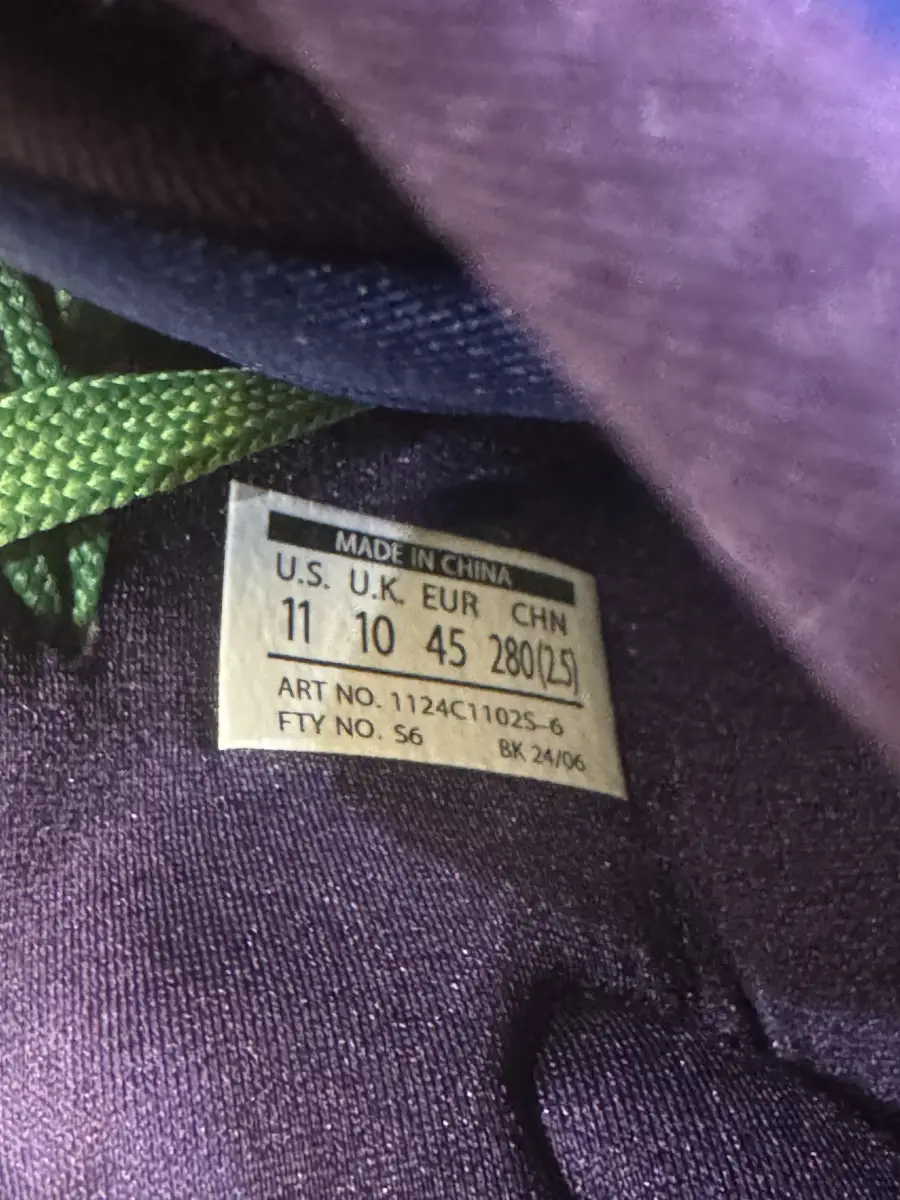 MADE IN CHINA
U.S. U.K. EUR CHN
11 10 45 280(2.5)
ART NO. 1124C1102S-6
FTY NO. S6 BK 24/06